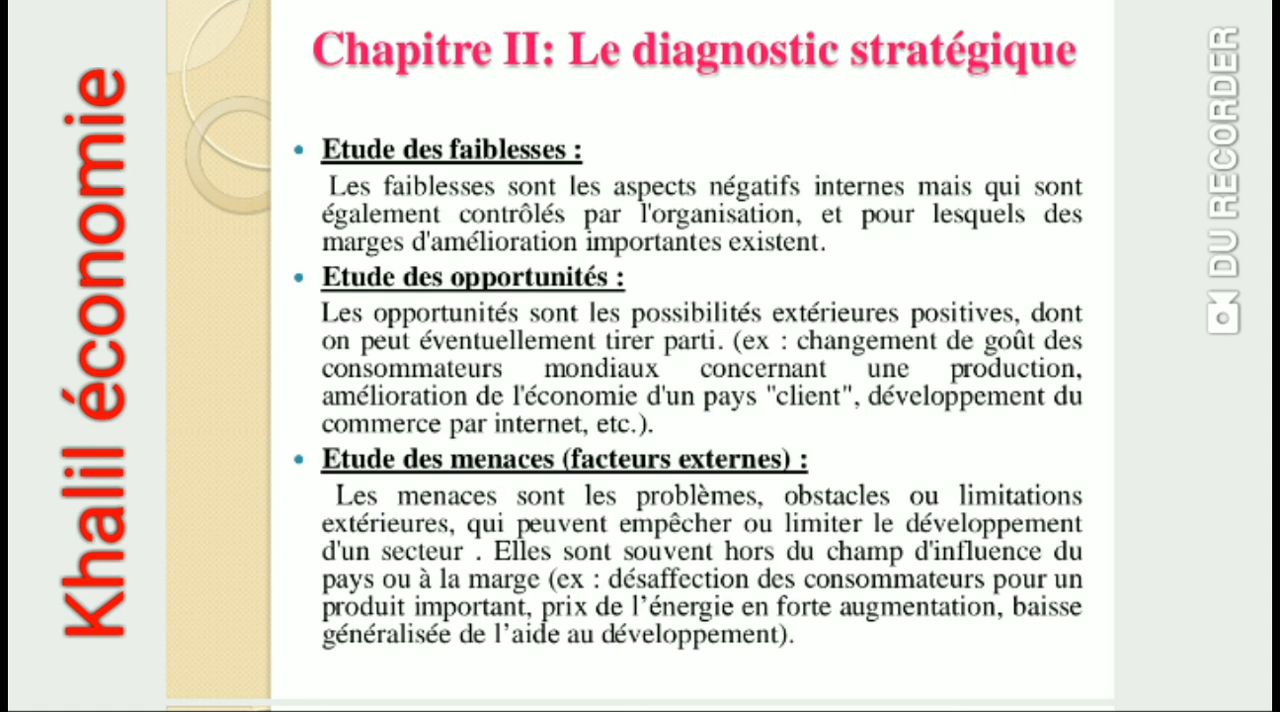 Chapitre II: Le diagnostic stratégique
• Etude des faiblesses :
Les faiblesses sont les aspects négatifs internes mais qui sont
également contrôlés par l'organisation, et pour lesquels des
marges d'amélioration importantes existent.
• Etude des opportunités :
Les opportunités sont les possibilités extérieures positives, dont
on peut éventuellement tirer parti. (ex : changement de goût des
consommateurs mondiaux concernant une production,
amélioration de l'économie d'un pays "client", développement du
commerce par internet, etc.).
• Etude des menaces (facteurs externes) :
Les menaces sont les problèmes, obstacles ou limitations
extérieures, qui peuvent empêcher ou limiter le développement
d'un secteur . Elles sont souvent hors du champ d'influence du
pays ou à la marge (ex : désaffection des consommateurs pour un
produit important, prix de l’énergie en forte augmentation, baisse
généralisée de l’aide au développement).
Khalil économie
DU RECORDER